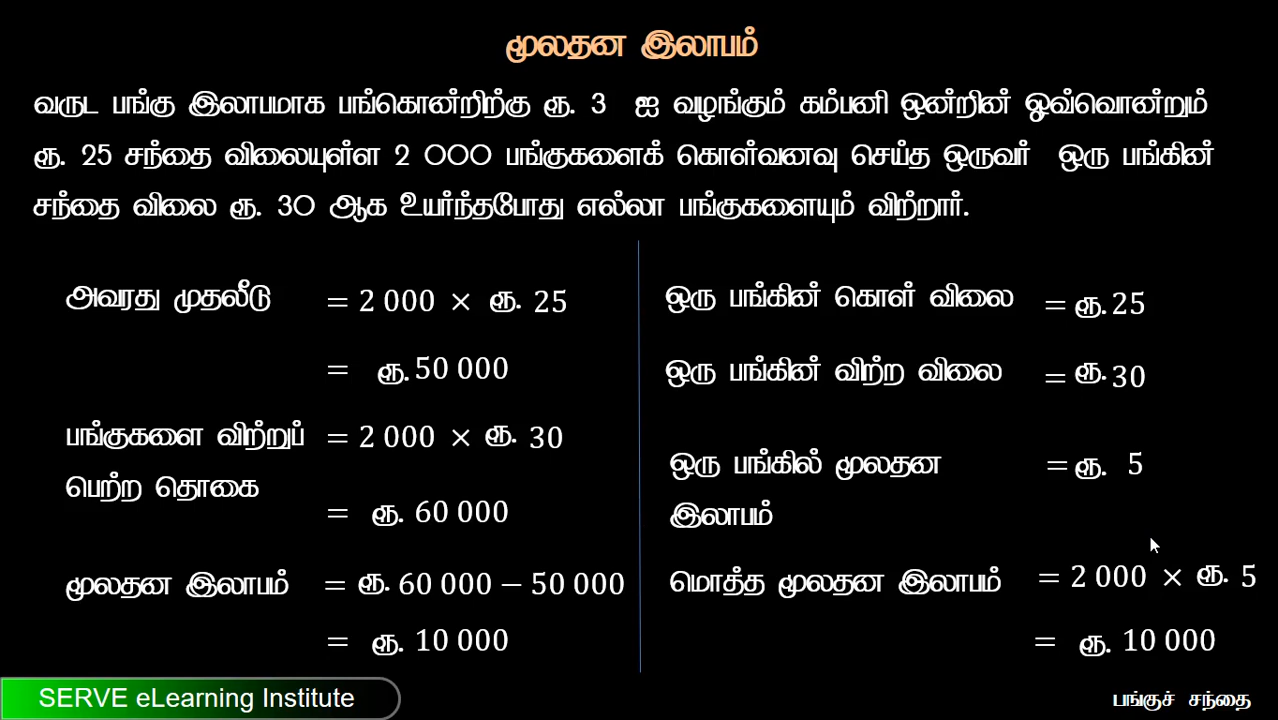 மூலதன இலாபம்
வருட பங்கு இலாபமாக பங்கொன்றிற்கு ரூ. 3 ஐ வழங்கும் கம்பனி ஒன்றின் ஒவ்வொன்றும்
ரூ. 25 சந்தை விலையுள்ள 2 000 பங்குகளைக் கொள்வனவு செய்த ஒருவர் ஒரு பங்கின்
சந்தை விலை ரூ. 30 ஆக உயர்ந்தபோது எல்லா பங்குகளையும் விற்றார்.
அவரது முதலீடு = 2 000 × ரூ. 25
= ரூ. 50 000
பங்குகளை விற்றுப் = 2 000 × ரூ. 30
பெற்ற தொகை
= ரூ. 60 000
மூலதன இலாபம் = ரூ. 60 000 − 50 000
= ரூ. 10 000
ஒரு பங்கின் கொள் விலை = ரூ. 25
ஒரு பங்கின் விற்ற விலை = ரூ. 30
ஒரு பங்கில் மூலதன = ரூ. 5
இலாபம்
மொத்த மூலதன இலாபம் = 2 000 × ரூ. 5
= ரூ. 10 000
SERVE eLearning Institute
பங்குச் சந்தை